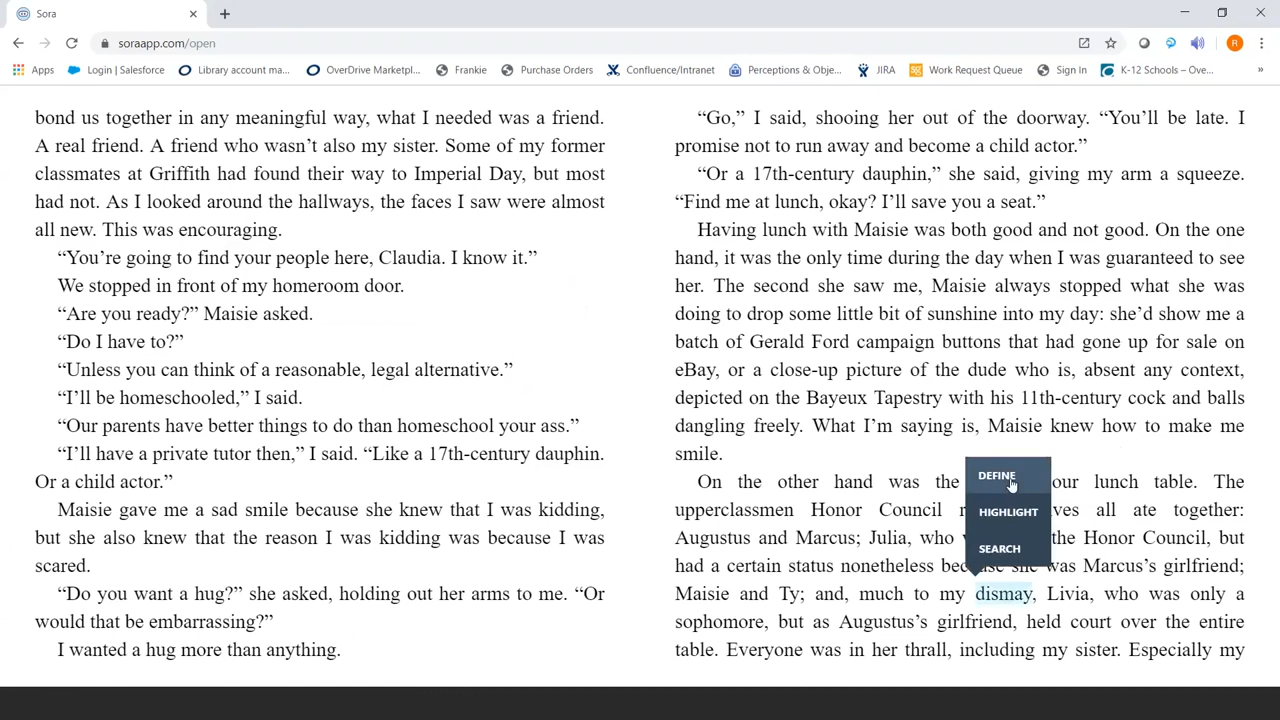 Sora
soraapp.com/open
R
Apps
Login | Salesforce
Library account ma...
OverDrive Marketpl...
Frankie
Purchase Orders
Confluence/Intranet
Perceptions & Obje...
JIRA
sg
Work Request Queue
Sign In
K-12 Schools – Ove...
»
bond us together in any meaningful way, what I needed was a friend.
A real friend. A friend who wasn’t also my sister. Some of my former
classmates at Griffith had found their way to Imperial Day, but most
had not. As I looked around the hallways, the faces I saw were almost
all new. This was encouraging.
“You’re going to find your people here, Claudia. I know it.”
We stopped in front of my homeroom door.
“Are you ready?” Maisie asked.
“Do I have to?”
“Unless you can think of a reasonable, legal alternative.”
“I’ll be homeschooled,” I said.
“Our parents have better things to do than homeschool your ass.”
“I’ll have a private tutor then,” I said. “Like a 17th-century dauphin.
Or a child actor.”
Maisie gave me a sad smile because she knew that I was kidding,
but she also knew that the reason I was kidding was because I was
scared.
“Do you want a hug?” she asked, holding out her arms to me. “Or
would that be embarrassing?”
I wanted a hug more than anything.
“Go,” I said, shooing her out of the doorway. “You’ll be late. I
promise not to run away and become a child actor.”
“Or a 17th-century dauphin,” she said, giving my arm a squeeze.
“Find me at lunch, okay? I’ll save you a seat.”
Having lunch with Maisie was both good and not good. On the one
hand, it was the only time during the day when I was guaranteed to see
her. The second she saw me, Maisie always stopped what she was
doing to drop some little bit of sunshine into my day: she’d show me a
batch of Gerald Ford campaign buttons that had gone up for sale on
eBay, or a close-up picture of the dude who is, absent any context,
depicted on the Bayeux Tapestry with his 11th-century cock and balls
dangling freely. What I’m saying is, Maisie knew how to make me
smile.
On the other hand was the our lunch table. The
upperclassmen Honor Council all ate together:
Augustus and Marcus; Julia, who the Honor Council, but
had a certain status nonetheless because she was Marcus’s girlfriend;
Maisie and Ty; and, much to my dismay, Livia, who was only a
sophomore, but as Augustus’s girlfriend, held court over the entire
table. Everyone was in her thrall, including my sister. Especially my
DEFINE
HIGHLIGHT
SEARCH